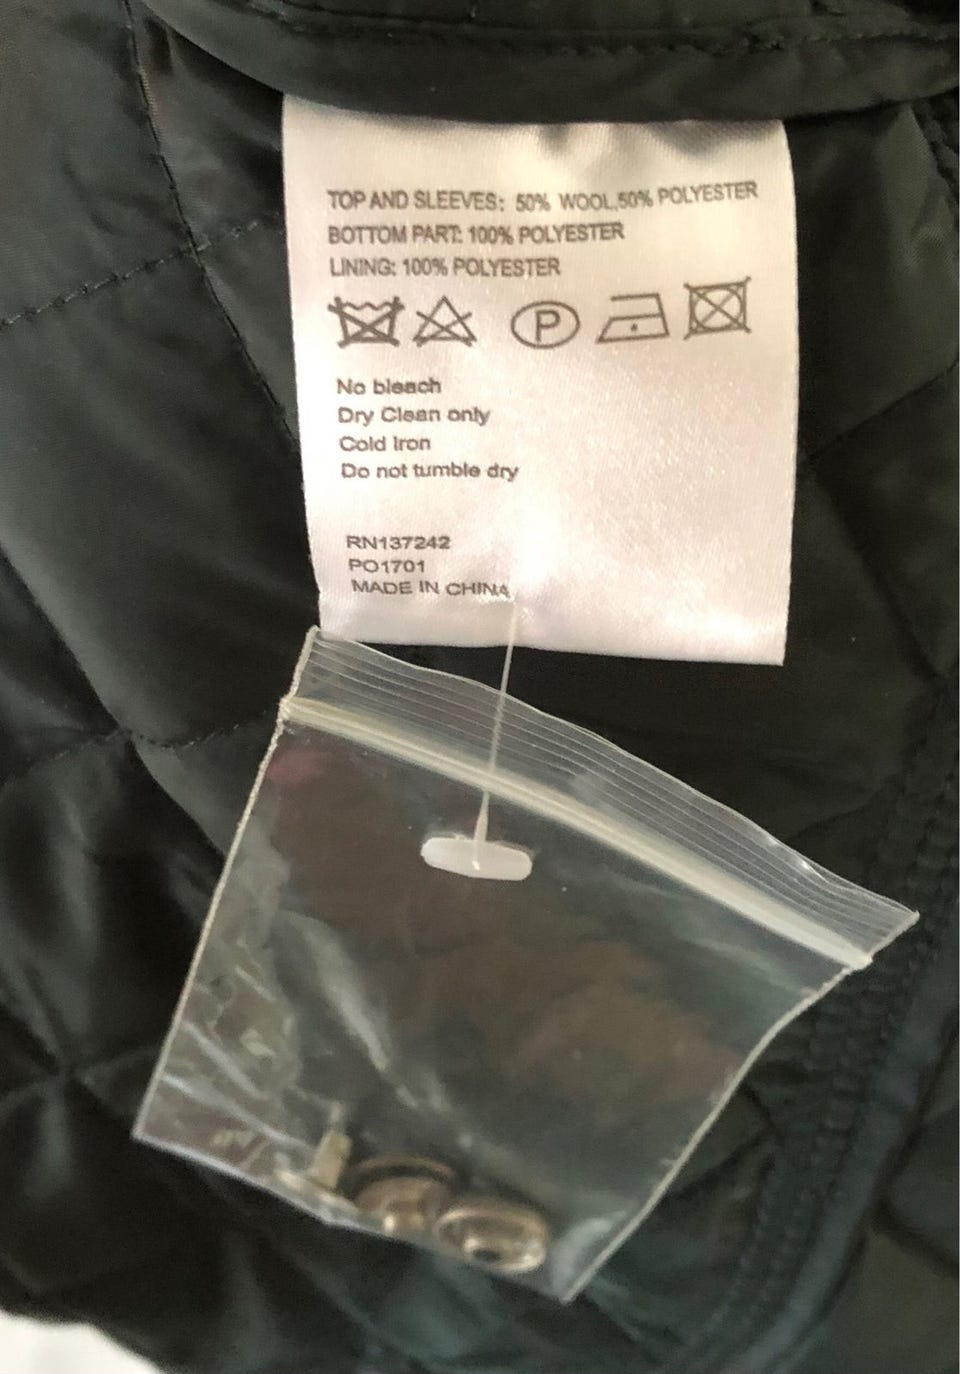 TOP AND SLEEVES: 50% WOOL,50% POLYESTER
BOTTOM PART: 100% POLYESTER
LINING: 100% POLYESTER
P
No bleach
Dry Clean only
Cold Iron
Do not tumble dry
RN137242
PO1701
MADE IN CHINA